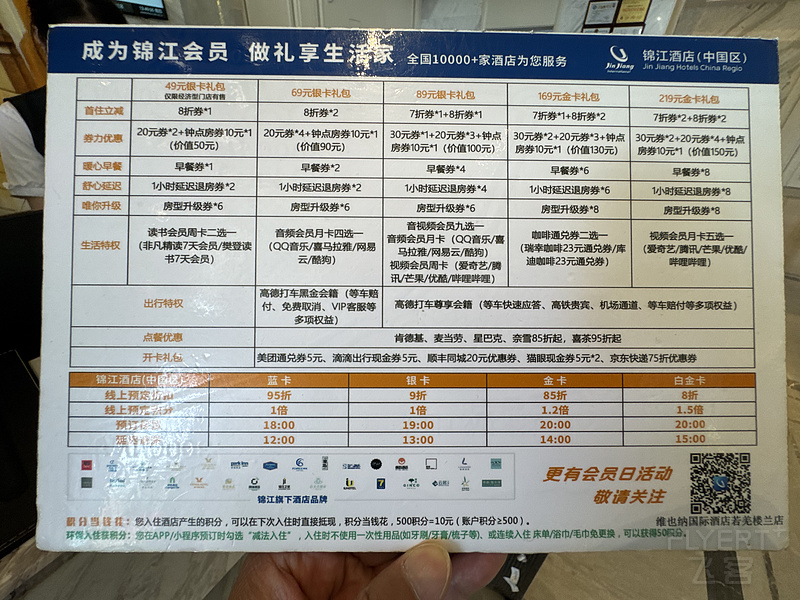 成为锦江会员 做礼享生活家 全国10000+家酒店为您服务
锦江酒店(中国区)
Jin Jiang
International
Jin Jiang Hotels China Regio
49元银卡礼包
仅限经济型门店有售
69元银卡礼包
89元银卡礼包
169元金卡礼包
219元金卡礼包
首住立减
8折券*1
8折券*2
7折券*1+8折券*1
7折券*1+8折券*2
7折券*2+8折券*2
券力优惠
20元券*2+钟点房券10元*1
(价值50元)
20元券*4+钟点房券10元*1
(价值90元)
30元券*1+20元券*3+钟点
房券10元*1(价值100元)
30元券*2+20元券*3+钟点
房券10元*1(价值130元)
30元券*2+20元券*4+钟点
房券10元*1(价值150元)
暖心早餐
早餐券*1
早餐券*2
早餐券*4
早餐券*6
早餐券*8
舒心延迟
1小时延迟退房券*2
1小时延迟退房券*2
1小时延迟退房券*4
1小时延迟退房券*6
1小时延迟退房券*8
唯你升级
房型升级券*6
房型升级券*6
房型升级券*6
房型升级券*8
房型升级券*8
生活特权
读书会员周卡二选一
(非凡精读7天会员/樊登读
书7天会员)
音频会员月卡四选一
(QQ音乐/喜马拉雅/网易
云/酷狗)
音视频会员九选一
音频会员月卡(QQ音乐/喜
马拉雅/网易云/酷狗)
视频会员周卡(爱奇艺/腾
讯/芒果/优酷/哔哩哔哩)
咖啡通兑券二选一
(瑞幸咖啡23元通兑券/库
迪咖啡23元通兑券)
视频会员月卡五选一
(爱奇艺/腾讯/芒果/优酷/
哔哩哔哩)
出行特权
高德打车黑金会籍(等车赔
付、免费取消、VIP客服等
多项权益)
高德打车尊享会籍(等车快速应答、高铁贵宾、机场通道、等车赔付等多项权益)
点餐优惠
肯德基、麦当劳、星巴克、奈雪85折起,喜茶95折起
开卡礼包
美团通兑券5元、滴滴出行现金券5元、顺丰同城20元优惠券、猫眼现金券5元*2、京东快递75折优惠券
锦江酒店(中国区)
蓝卡
银卡
金卡
白金卡
线上预定折扣
95折
9折
85折
8折
线上预定积分
1倍
1倍
1.2倍
1.5倍
预订保留
18:00
19:00
20:00
20:00
延迟退房
12:00
13:00
14:00
15:00
锦江旗下酒店品牌
更有会员日活动
敬请关注
维也纳国际酒店若羌楼兰店
积分当钱花:您入住酒店产生的积分,可以在下次入住时直接抵现,积分当钱花,500积分=10元(账户积分≥500)。
环保入住获积分:您在APP/小程序预订时勾选“减法入住”,入住时不使用一次性用品(如牙刷/牙膏/梳子等)、或连续入住 床单/浴巾/毛巾免更换,可以获得50积分。
FLYERT
飞客